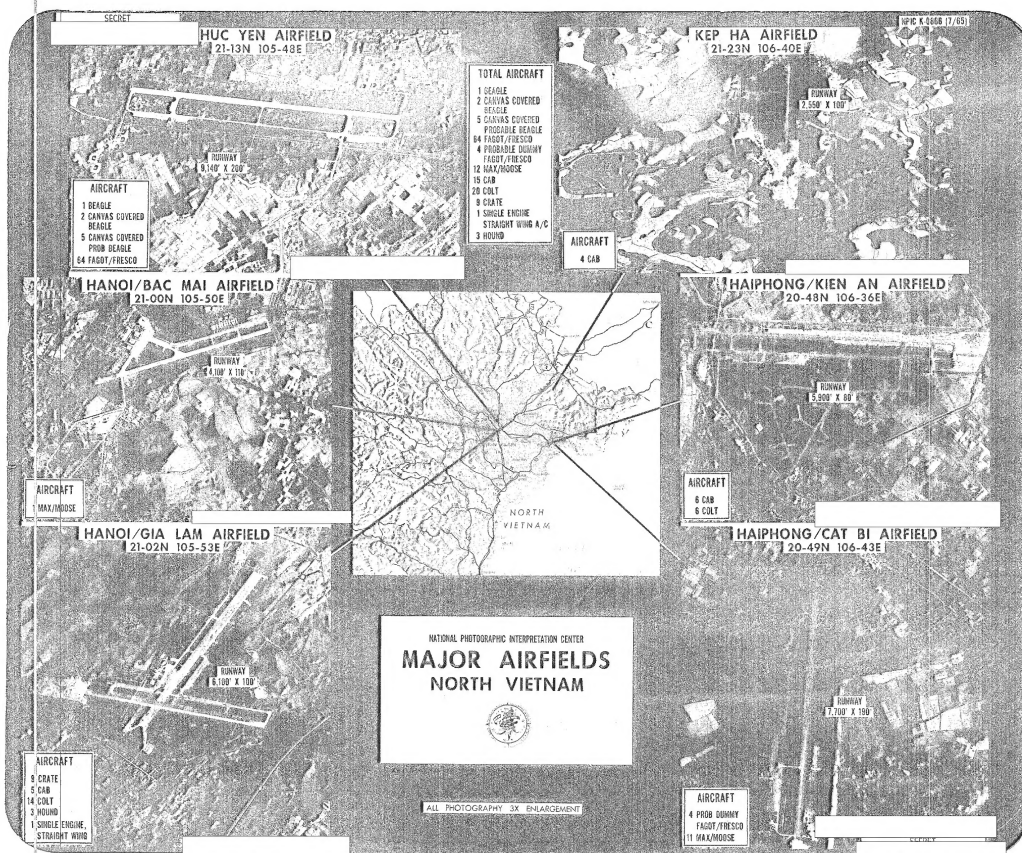 SECRET
HUC YEN AIRFIELD
21-13N 105-48E
RUNWAY
9,140' X 200'
AIRCRAFT
1 BEAGLE
2 CANVAS COVERED
BEAGLE
5 CANVAS COVERED
PROB BEAGLE
64 FAGOT/FRESCO
TOTAL AIRCRAFT
1 BEAGLE
2 CANVAS COVERED
BEAGLE
5 CANVAS COVERED
PROBABLE BEAGLE
64 FAGOT/FRESCO
4 PROBABLE DUMMY
FAGOT/FRESCO
12 MAX/MOOSE
15 CAB
20 COLT
9 CRATE
1 SINGLE ENGINE
STRAIGHT WING A/C
3 HOUND
NPIC K-0808 (7/65)
KEP HA AIRFIELD
21-23N 106-40E
RUNWAY
2,550' X 100'
AIRCRAFT
4 CAB
HANOI/BAC MAI AIRFIELD
21-00N 105-50E
RUNWAY
4,100' X 110'
AIRCRAFT
MAX/MOOSE
HAIPHONG/KIEN AN AIRFIELD
20-48N 106-36E
RUNWAY
5,900' X 80'
AIRCRAFT
6 CAB
6 COLT
NORTH
VIETNAM
HANOI/GIA LAM AIRFIELD
21-02N 105-53E
RUNWAY
6,100' X 100'
AIRCRAFT
9 CRATE
5 CAB
14 COLT
3 HOUND
1 SINGLE ENGINE,
STRAIGHT WING
HAIPHONG/CAT BI AIRFIELD
20-49N 106-43E
RUNWAY
7,700' X 190'
AIRCRAFT
4 PROB DUMMY
FAGOT/FRESCO
11 MAX/MOOSE
NATIONAL PHOTOGRAPHIC INTERPRETATION CENTER
MAJOR AIRFIELDS
NORTH VIETNAM
ALL PHOTOGRAPHY 3X ENLARGEMENT
SECRET